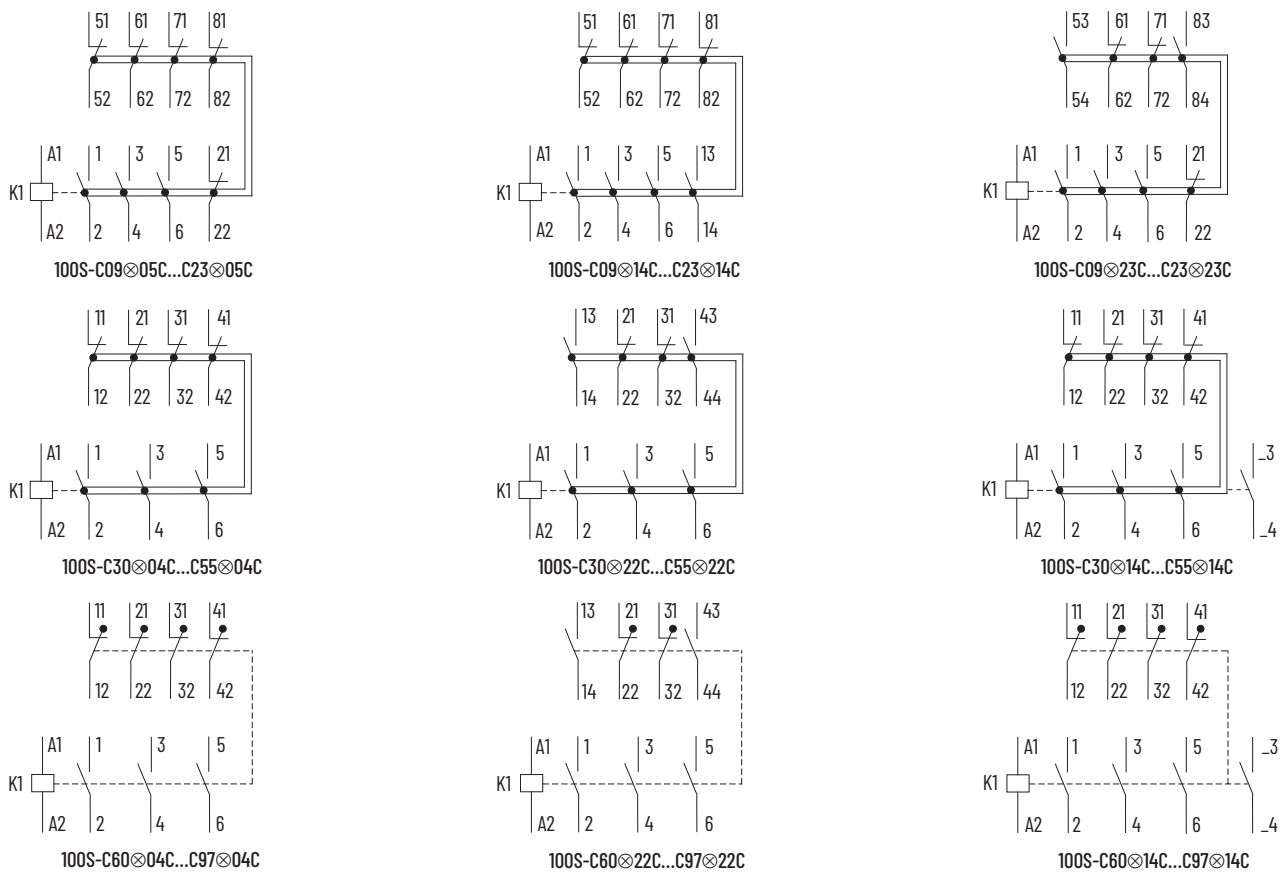 51 61 71 81
52 62 72 82
A1 1 3 5 21
K1
A2 2 4 6 22
100S-C09⊗05C...C23⊗05C
51 61 71 81
52 62 72 82
A1 1 3 5 13
K1
A2 2 4 6 14
100S-C09⊗14C...C23⊗14C
53 61 71 83
54 62 72 84
A1 1 3 5 21
K1
A2 2 4 6 22
100S-C09⊗23C...C23⊗23C
11 21 31 41
12 22 32 42
A1 1 3 5
K1
A2 2 4 6
100S-C30⊗04C...C55⊗04C
13 21 31 43
14 22 32 44
A1 1 3 5
K1
A2 2 4 6
100S-C30⊗22C...C55⊗22C
11 21 31 41
12 22 32 42
A1 1 3 5 _3
K1
A2 2 4 6 _4
100S-C30⊗14C...C55⊗14C
11 21 31 41
12 22 32 42
A1 1 3 5
K1
A2 2 4 6
100S-C60⊗04C...C97⊗04C
13 21 31 43
14 22 32 44
A1 1 3 5
K1
A2 2 4 6
100S-C60⊗22C...C97⊗22C
11 21 31 41
12 22 32 42
A1 1 3 5 _3
K1
A2 2 4 6 _4
100S-C60⊗14C...C97⊗14C